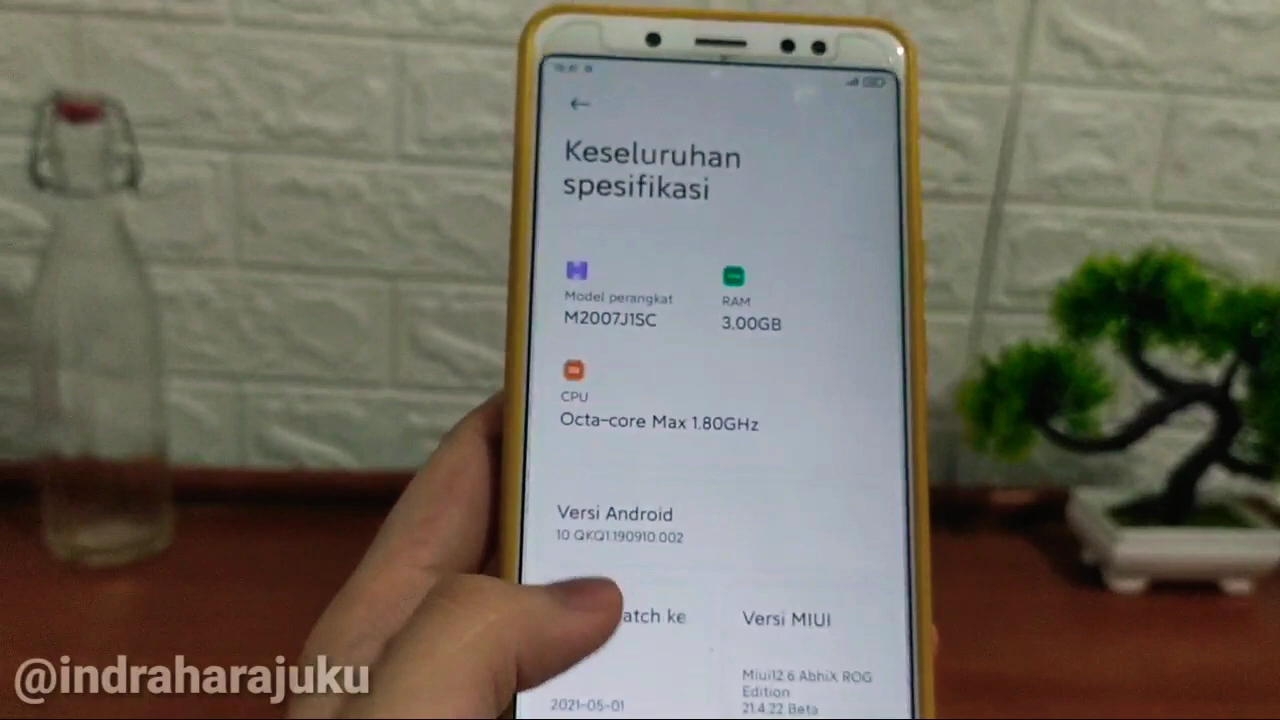 Keseluruhan
spesifikasi
Model perangkat
M2007J1SC
RAM
3.00GB
CPU
Octa-core Max 1.80GHz
Versi Android
10 QKQ1.190910.002
atch ke
2021-05-01
Versi MIUI
Miui12.6 AbhiX ROG
Edition
21.4.22 Beta
@indraharajuku